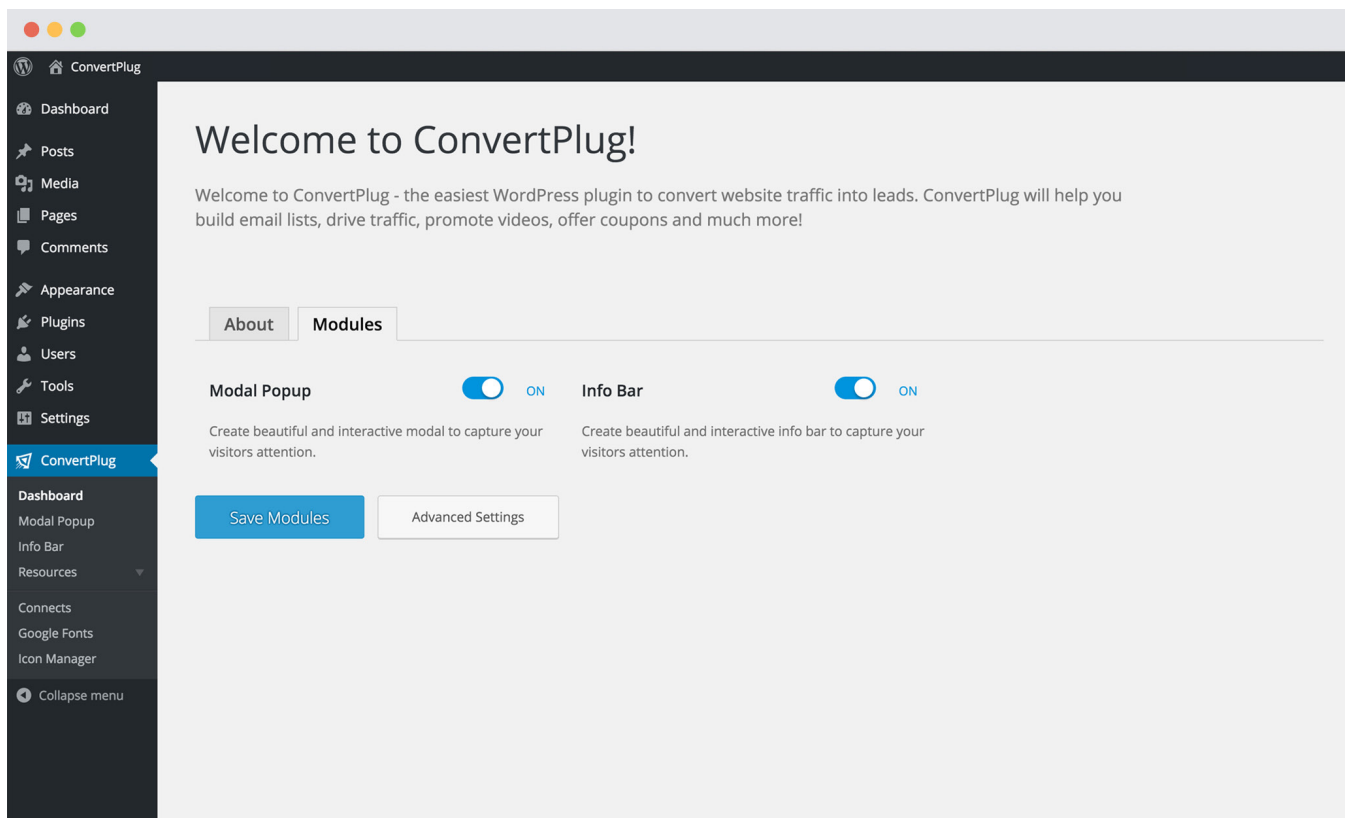 ConvertPlug
Dashboard
Posts
Media
Pages
Comments
Appearance
Plugins
Users
Tools
Settings
ConvertPlug
Dashboard
Modal Popup
Info Bar
Resources
Connects
Google Fonts
Icon Manager
Collapse menu
Welcome to ConvertPlug!
Welcome to ConvertPlug - the easiest WordPress plugin to convert website traffic into leads. ConvertPlug will help you
build email lists, drive traffic, promote videos, offer coupons and much more!
About Modules
Modal Popup ON
Create beautiful and interactive modal to capture your
visitors attention.
Info Bar ON
Create beautiful and interactive info bar to capture your
visitors attention.
Save Modules Advanced Settings